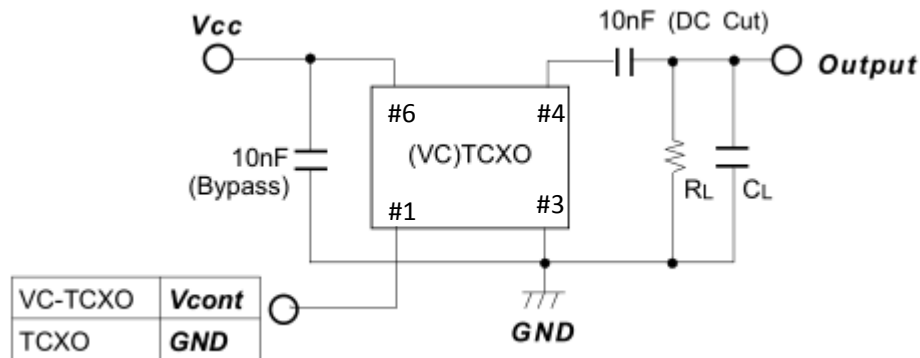 Vcc
10nF (DC Cut)
Output
#6
#4
10nF
(Bypass)
(VC)TCXO
#1
#3
RL
CL
VC-TCXO Vcont
TCXO GND
GND